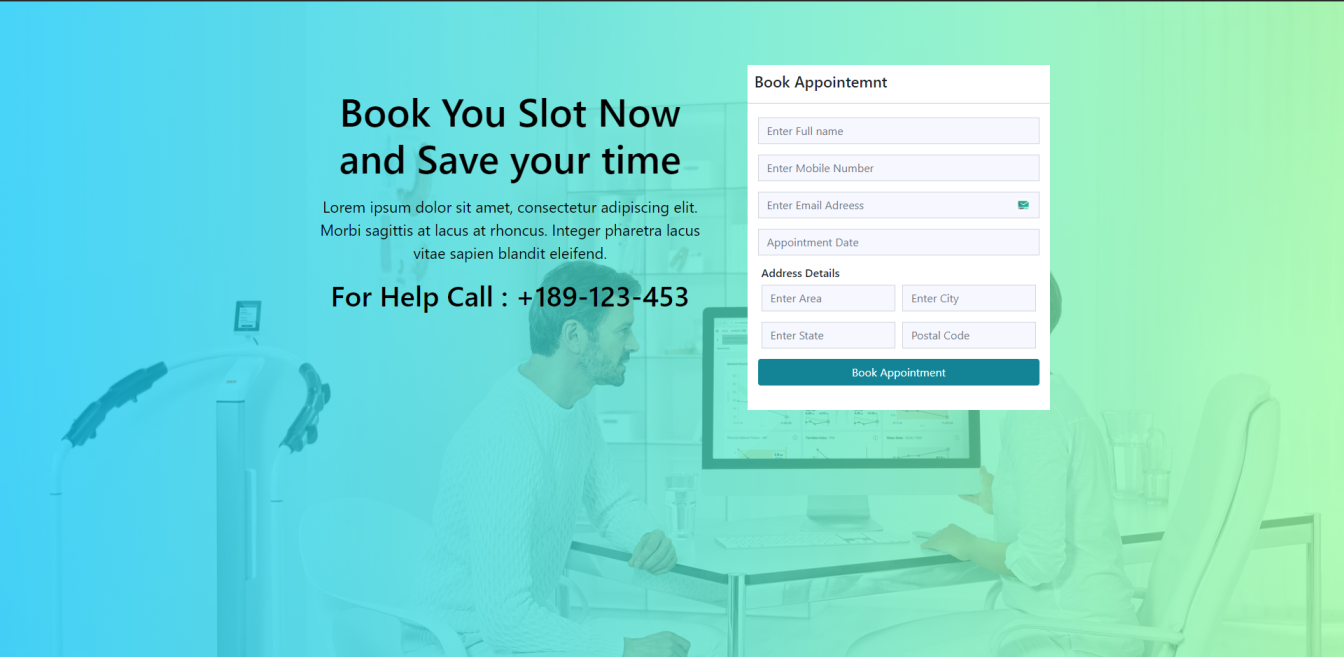 Book You Slot Now
and Save your time
Lorem ipsum dolor sit amet, consectetur adipiscing elit.
Morbi sagittis at lacus at rhoncus. Integer pharetra lacus
vitae sapien blandit eleifend.
For Help Call : +189-123-453
Book Appointemnt
Enter Full name
Enter Mobile Number
Enter Email Adreess
Appointment Date
Address Details
Enter Area
Enter City
Enter State
Postal Code
Book Appointment